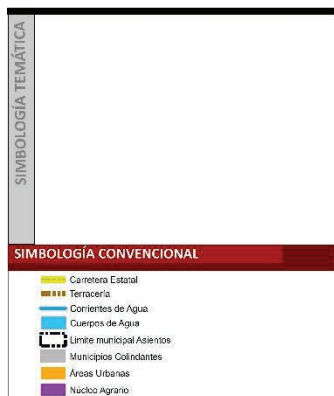 SIMBOLOGÍA TEMÁTICA
SIMBOLOGÍA CONVENCIONAL
Carretera Estatal
Terracería
Corrientes de Agua
Cuerpos de Agua
Limite municipal Asientos
Municipios Colindantes
Áreas Urbanas
Núcleo Agrario